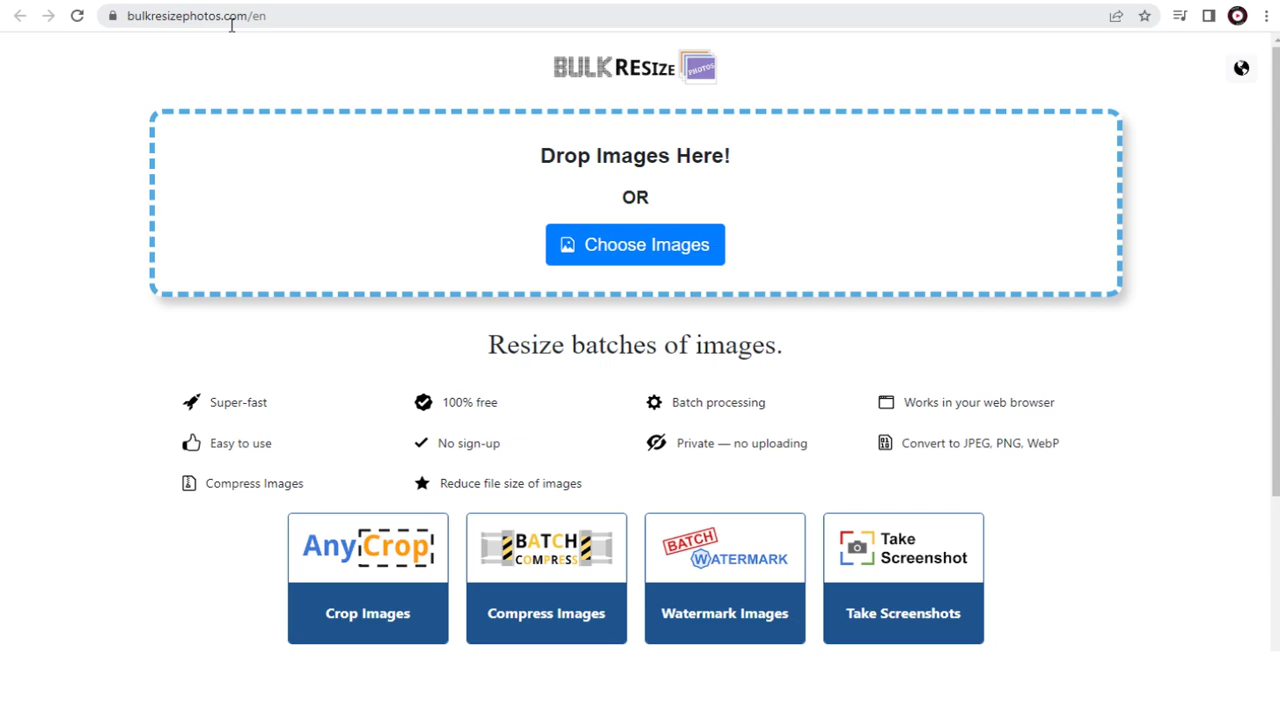 bulkresizephotos.com/en
BULK RESIZE PHOTOS
Drop Images Here!
OR
Choose Images
Resize batches of images.
Super-fast
100% free
Batch processing
Works in your web browser
Easy to use
No sign-up
Private — no uploading
Convert to JPEG, PNG, WebP
Compress Images
Reduce file size of images
AnyCrop
BATCH
COMPRESS
BATCH
WATERMARK
Take
Screenshot
Crop Images
Compress Images
Watermark Images
Take Screenshots